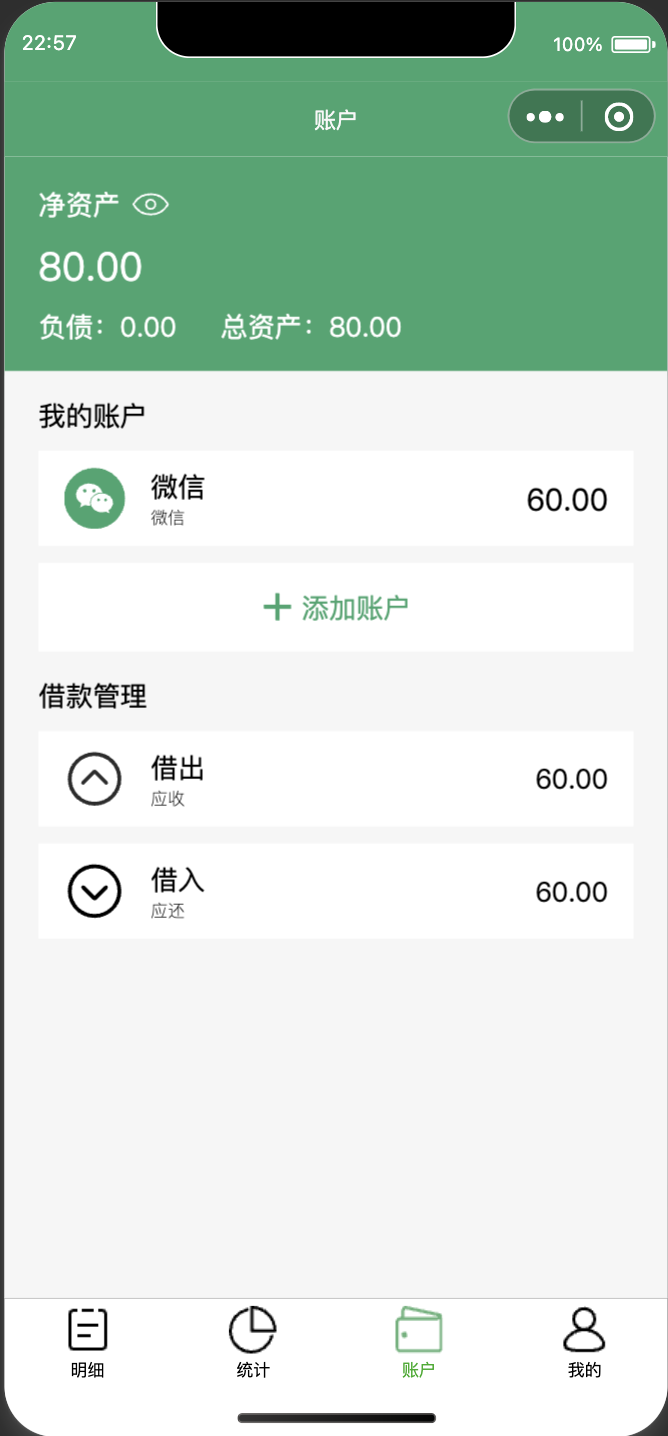 22:57
100%
账户
净资产
80.00
负债：0.00 总资产：80.00
我的账户
微信
微信
60.00
添加账户
借款管理
借出
应收
60.00
借入
应还
60.00
明细 统计 账户 我的